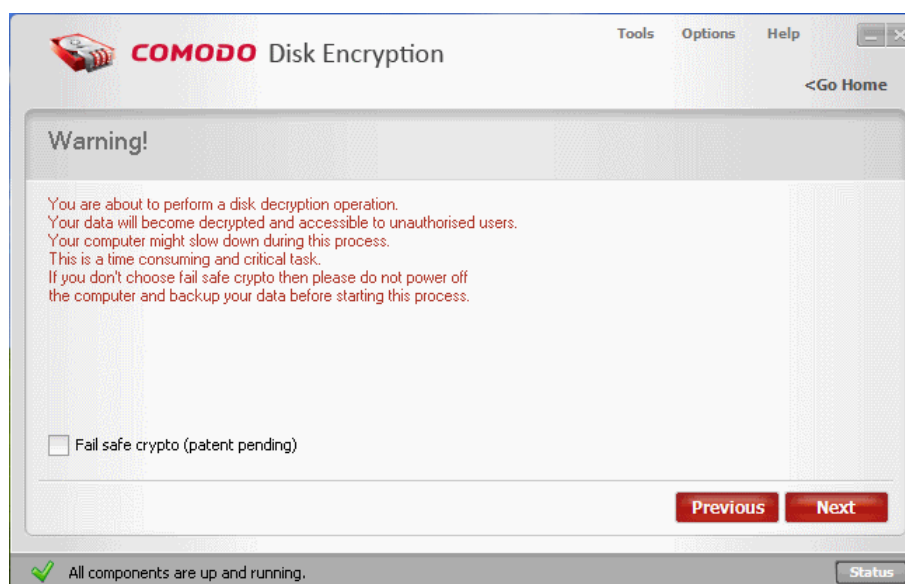 COMODO Disk Encryption
Tools Options Help
<Go Home
Warning!
You are about to perform a disk decryption operation.
Your data will become decrypted and accessible to unauthorised users.
Your computer might slow down during this process.
This is a time consuming and critical task.
If you don't choose fail safe crypto then please do not power off
the computer and backup your data before starting this process.
Fail safe crypto (patent pending)
Previous Next
All components are up and running.
Status